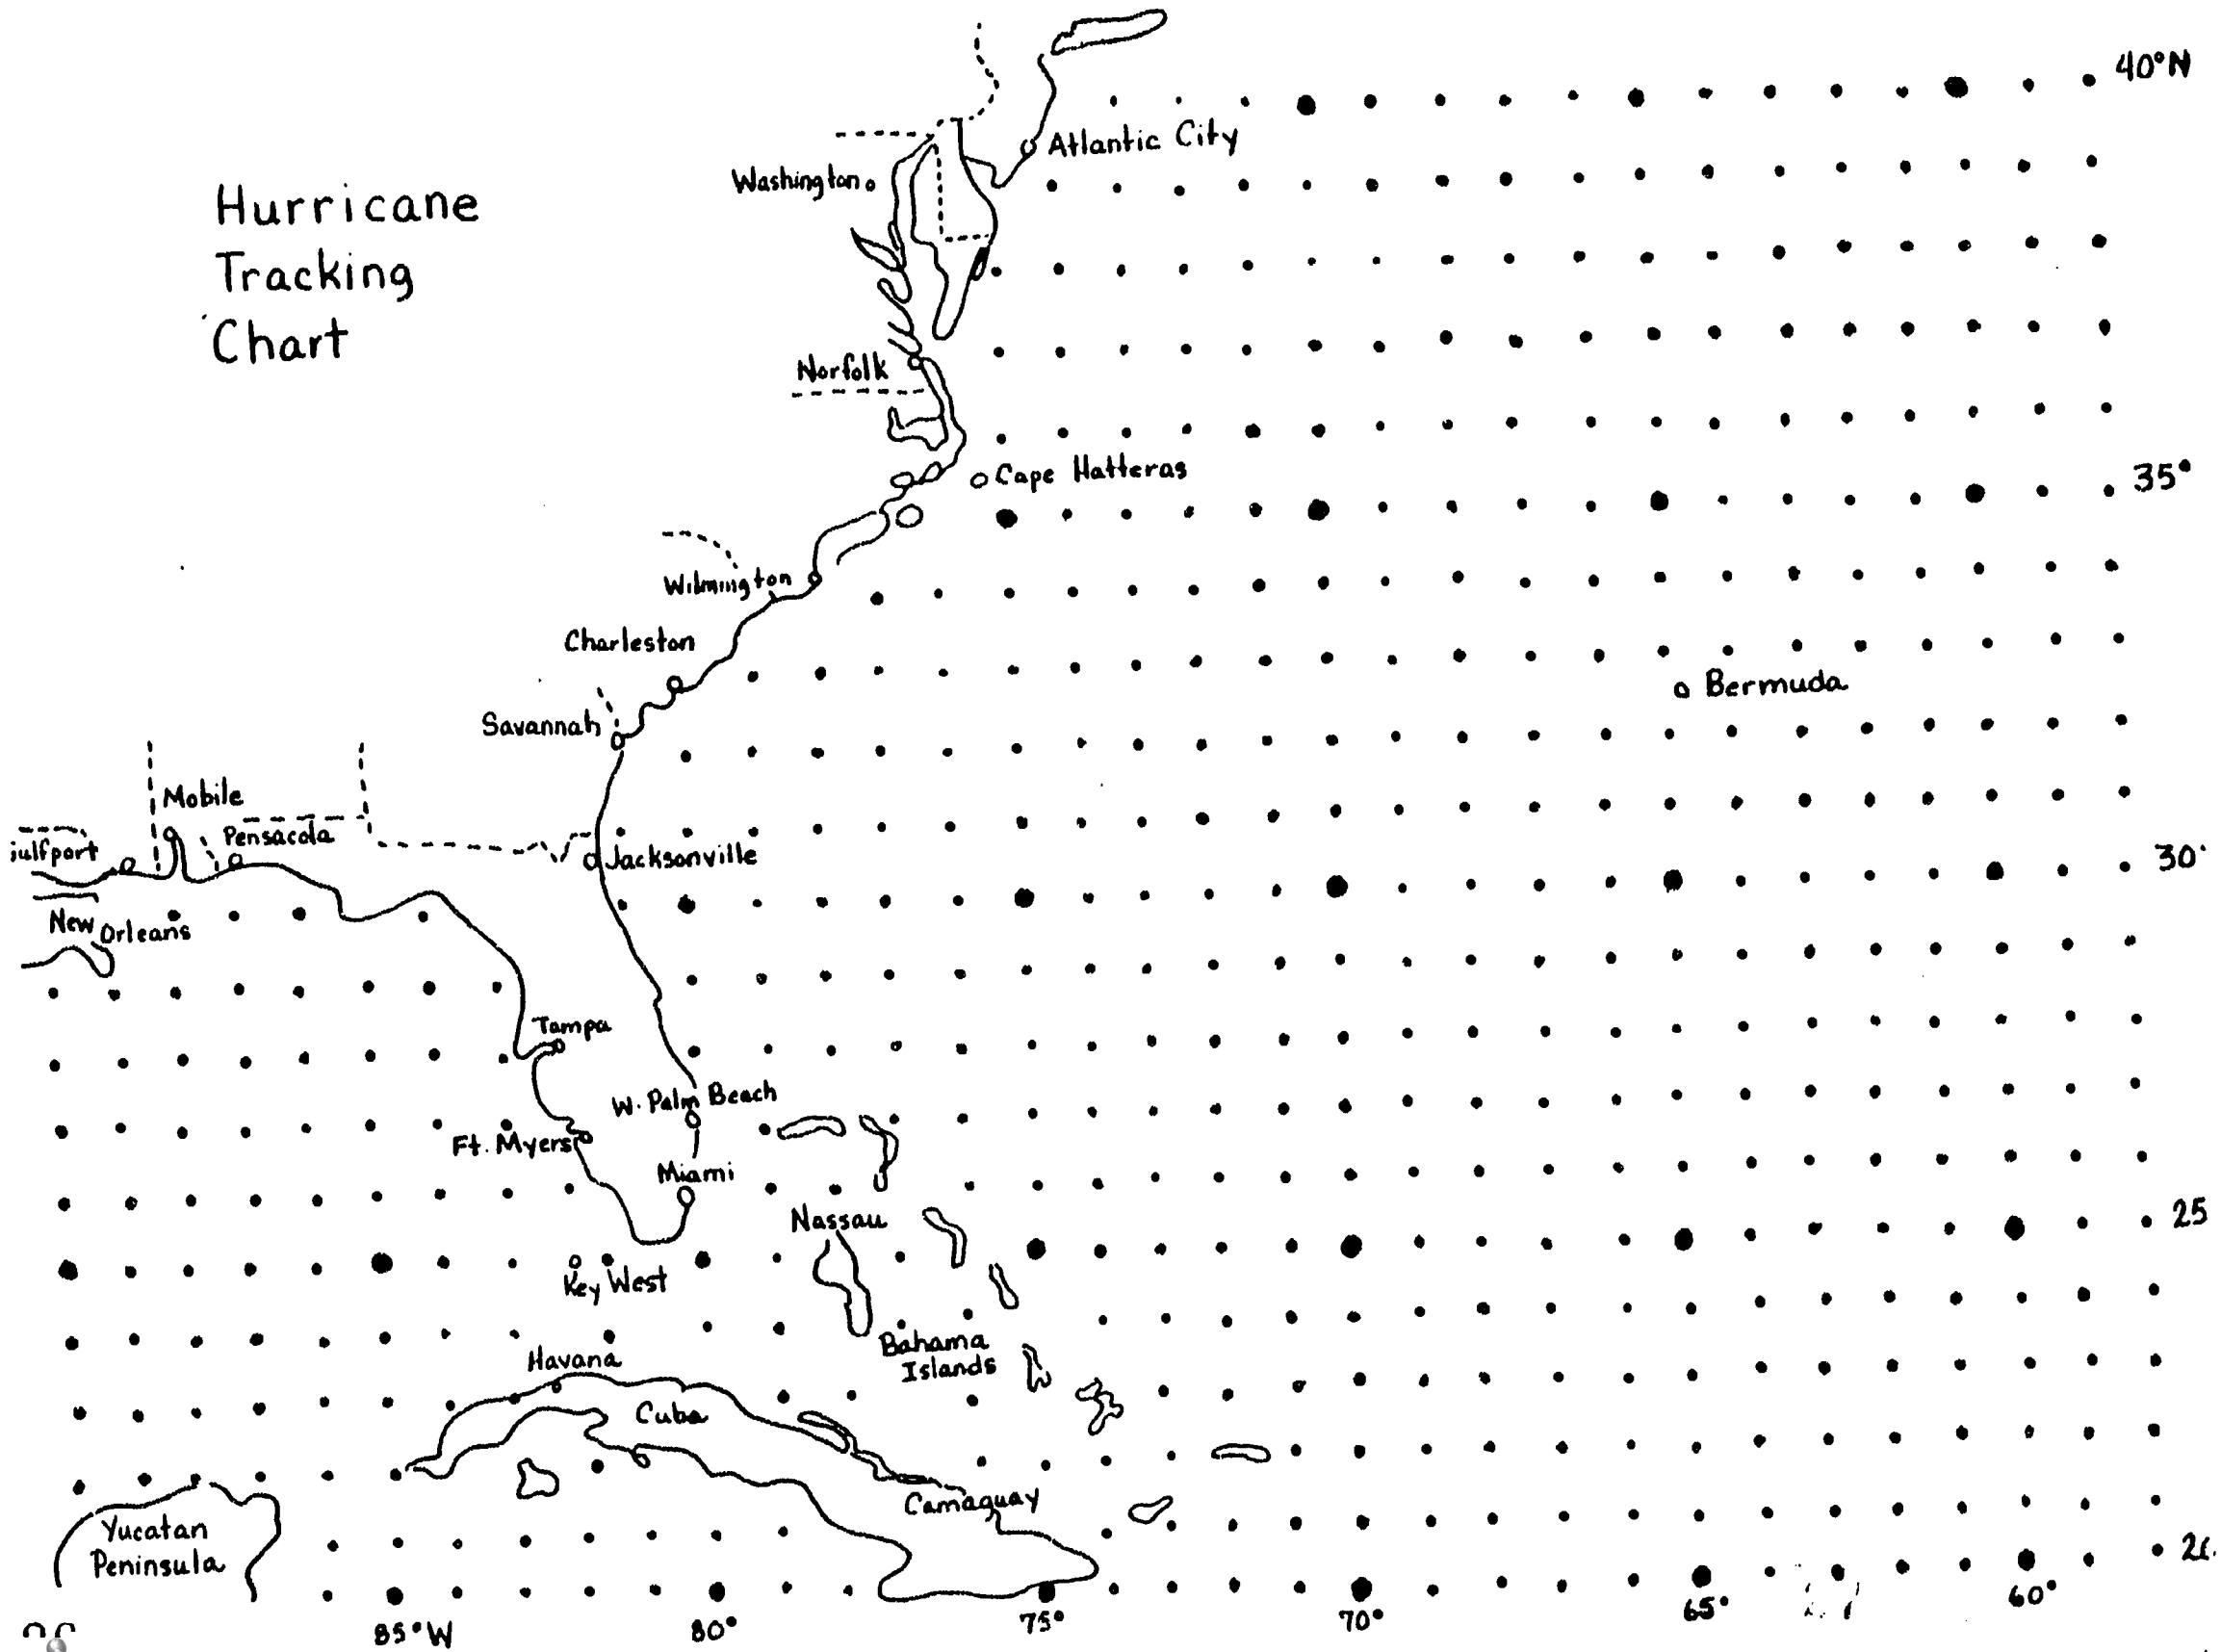 40°N
Atlantic City
Washington
Hurricane
Tracking
Chart
Norfolk
Cape Hatteras
35°
Wilmington
Charleston
Bermuda
Savannah
Mobile
Pensacola
Jacksonville
30°
New Orleans
Tampa
W. Palm Beach
Ft. Myers
Miami
Nassau
25
Key West
Bahama
Islands
Havana
Cuba
Camaguay
Yucatan
Peninsula
85°W
80°
75°
70°
65°
60°